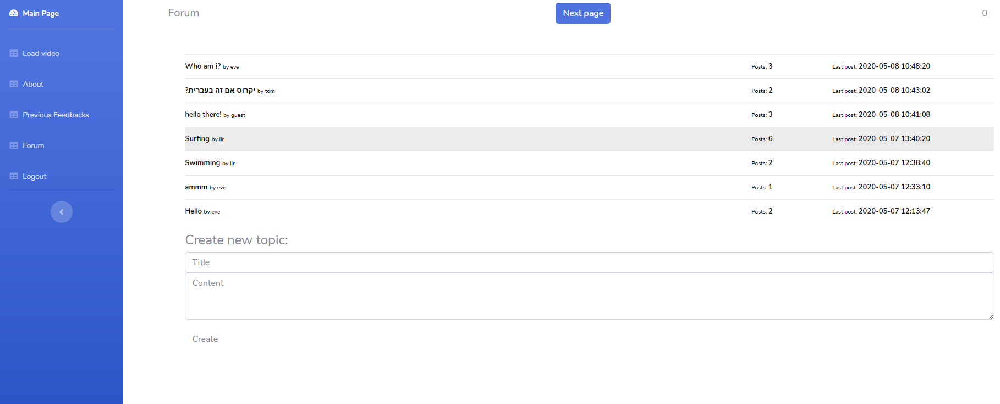 Main Page
Load video
About
Previous Feedbacks
Forum
Logout
Forum
Next page
0
Who am i? by eve Posts: 3 Last post: 2020-05-08 10:48:20
יקרוס אם זה בעברית? by tom Posts: 2 Last post: 2020-05-08 10:43:02
hello there! by guest Posts: 3 Last post: 2020-05-08 10:41:08
Surfing by lir Posts: 6 Last post: 2020-05-07 13:40:20
Swimming by lir Posts: 2 Last post: 2020-05-07 12:38:40
ammm by eve Posts: 1 Last post: 2020-05-07 12:33:10
Hello by eve Posts: 2 Last post: 2020-05-07 12:13:47
Create new topic:
Title
Content
Create